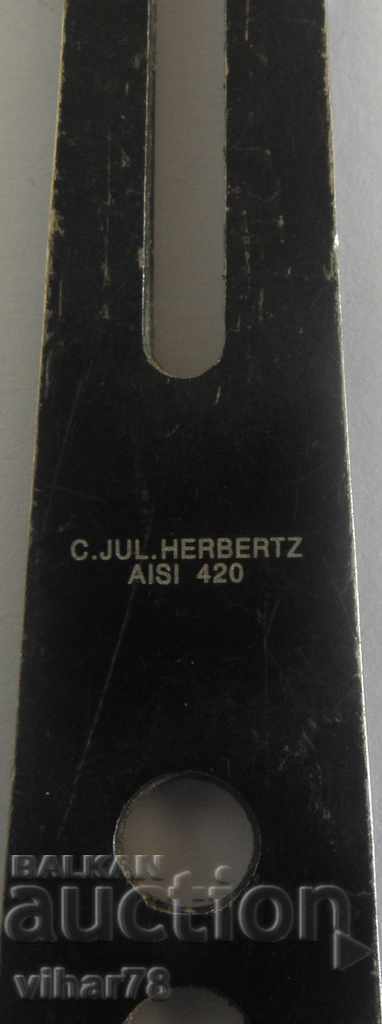 C.JUL.HERBERTZ
AISI 420
BALKAN
auction
vihar78